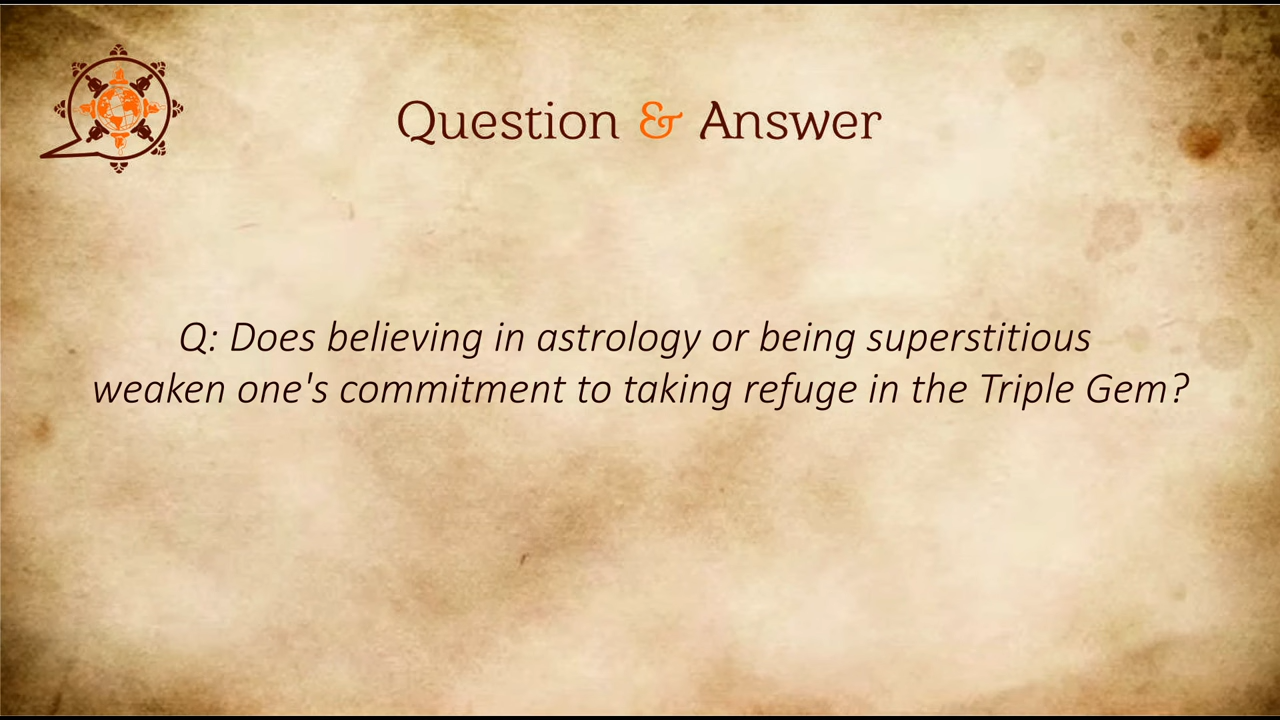 Question & Answer
Q: Does believing in astrology or being superstitious
weaken one's commitment to taking refuge in the Triple Gem?